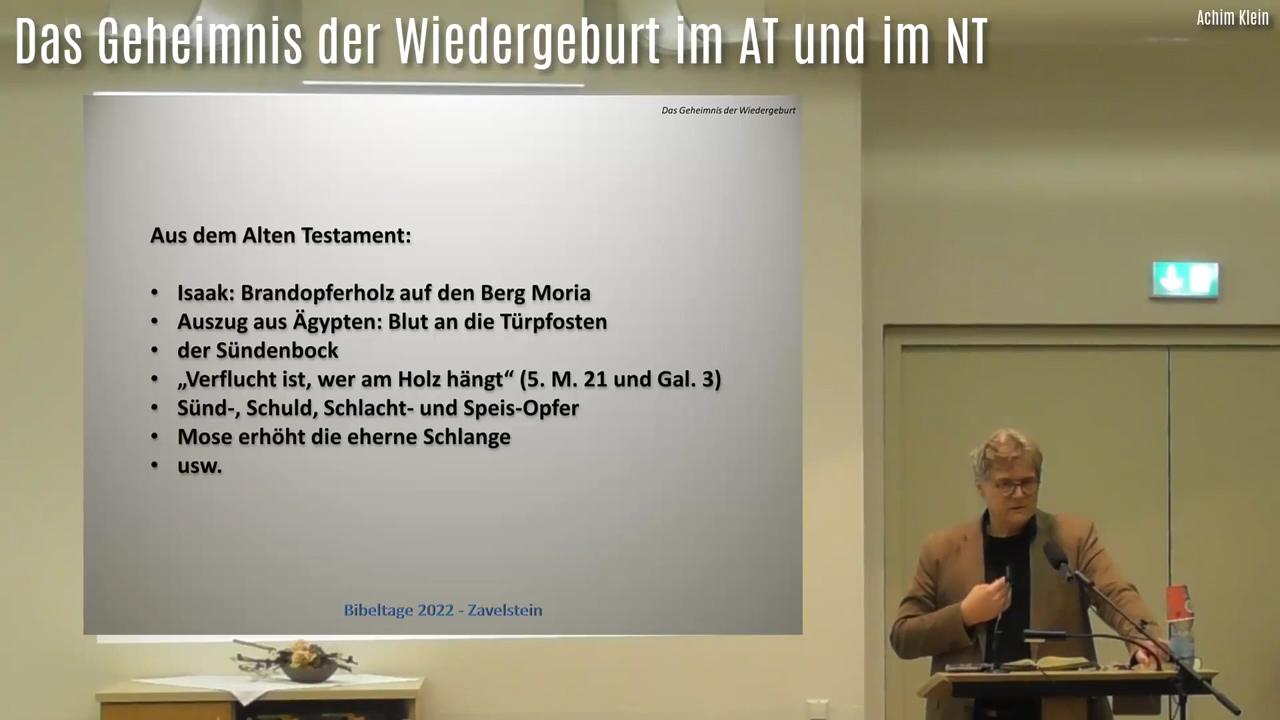 Das Geheimnis der Wiedergeburt im AT und im NT
Achim Klein
Das Geheimnis der Wiedergeburt
Aus dem Alten Testament:
• Isaak: Brandopferholz auf den Berg Moria
• Auszug aus Ägypten: Blut an die Türpfosten
• der Sündenbock
• „Verflucht ist, wer am Holz hängt“ (5. M. 21 und Gal. 3)
• Sünd-, Schuld, Schlacht- und Speis-Opfer
• Mose erhöht die eherne Schlange
• usw.
Bibeltage 2022 - Zavelstein